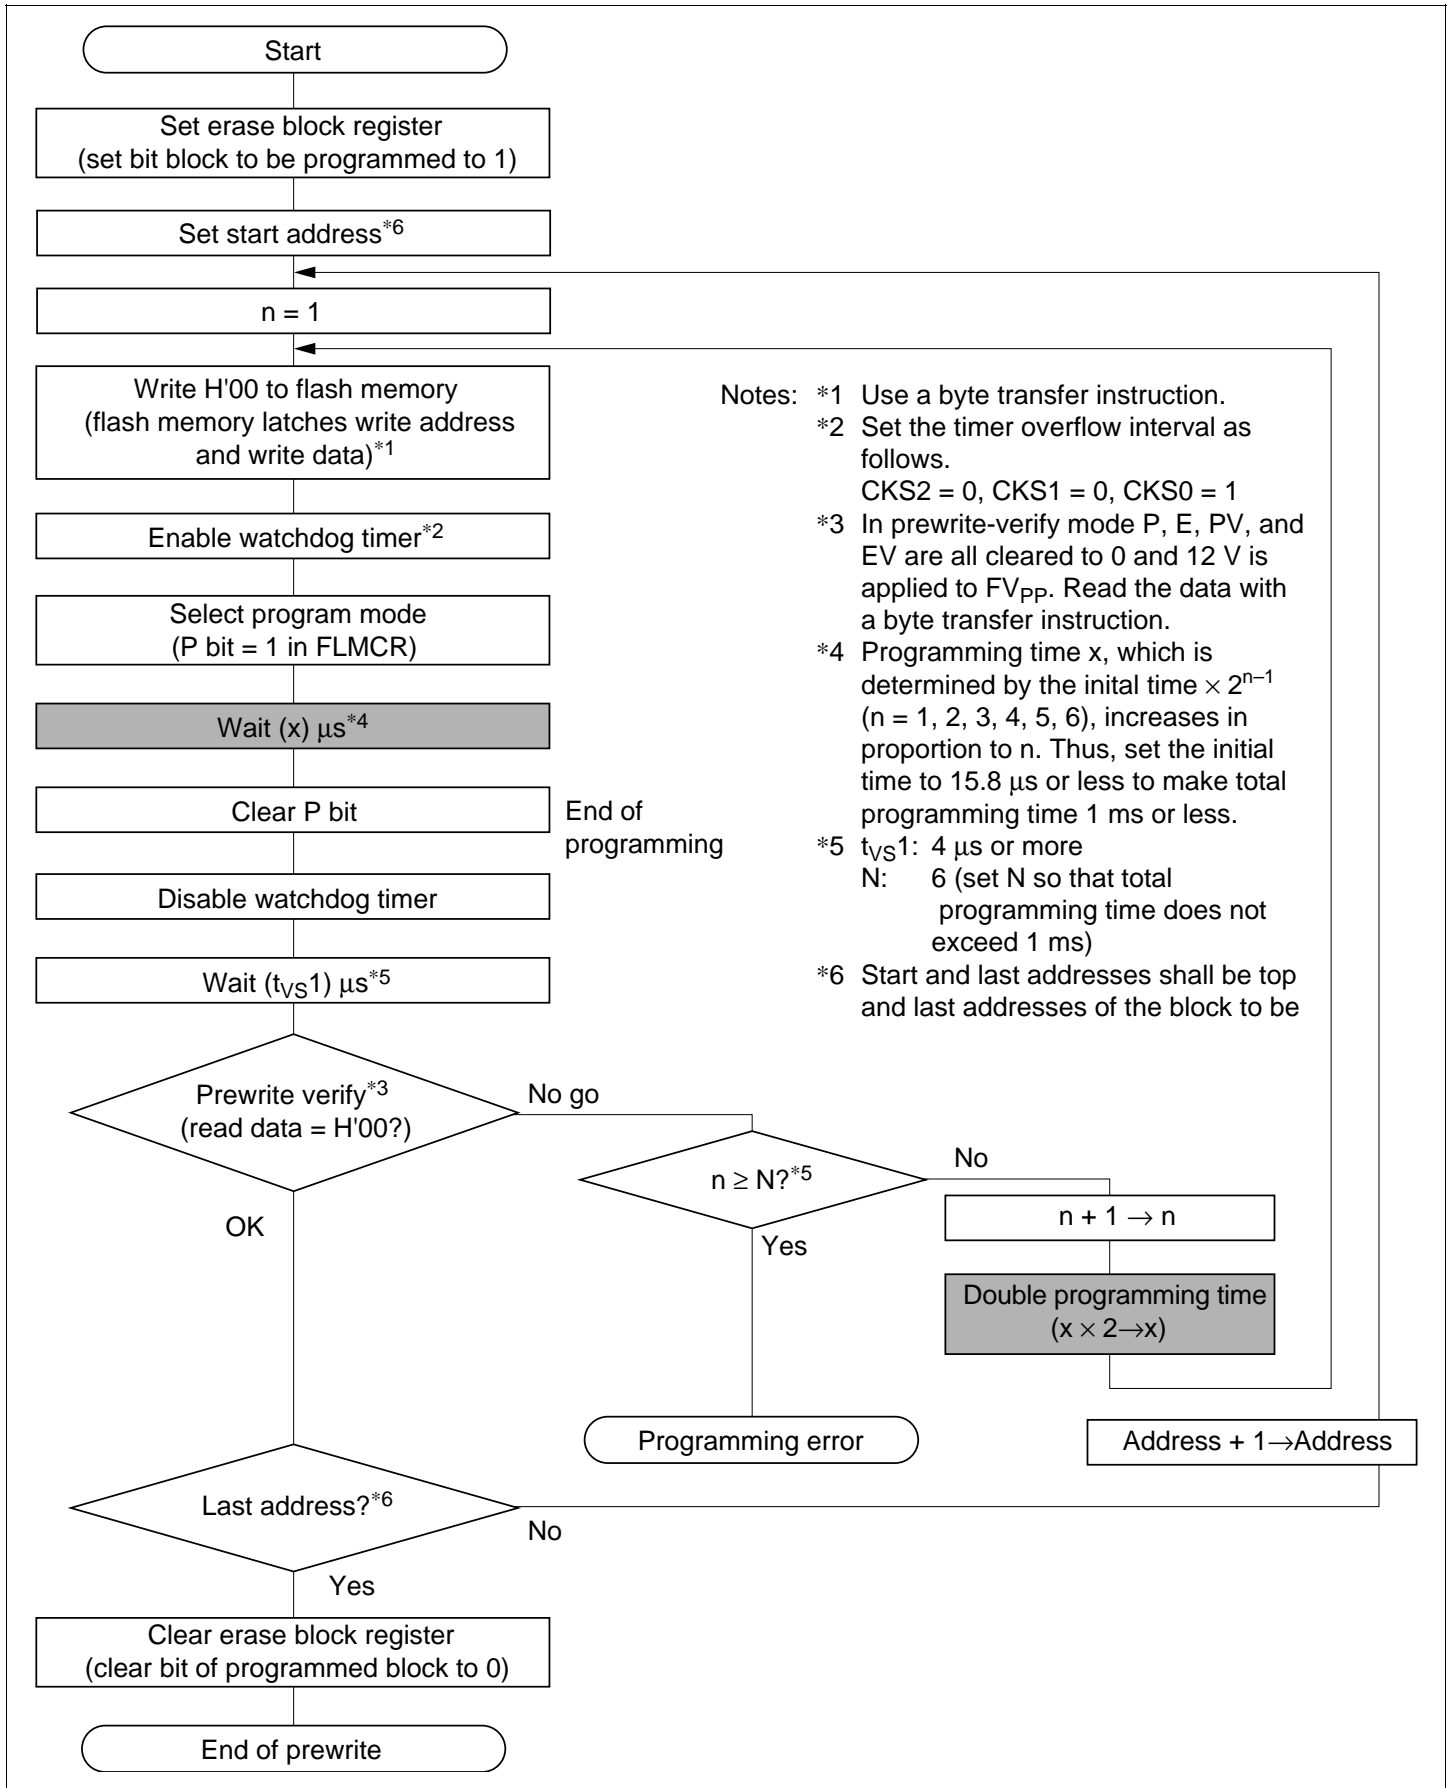 Start
Set erase block register
(set bit block to be programmed to 1)
Set start address*6
n = 1
Write H'00 to flash memory
(flash memory latches write address
and write data)*1
Enable watchdog timer*2
Select program mode
(P bit = 1 in FLMCR)
Wait (x) μs*4
Clear P bit
End of
programming
Disable watchdog timer
Wait (tVS1) μs*5
Prewrite verify*3
(read data = H'00?)
No go
OK
n ≥ N?*5
No
Yes
n + 1 → n
Double programming time
(x × 2→x)
Programming error
Address + 1→Address
Last address?*6
No
Yes
Clear erase block register
(clear bit of programmed block to 0)
End of prewrite
Notes: *1 Use a byte transfer instruction.
*2 Set the timer overflow interval as
follows.
CKS2 = 0, CKS1 = 0, CKS0 = 1
*3 In prewrite-verify mode P, E, PV, and
EV are all cleared to 0 and 12 V is
applied to FVPP. Read the data with
a byte transfer instruction.
*4 Programming time x, which is
determined by the inital time × 2n–1
(n = 1, 2, 3, 4, 5, 6), increases in
proportion to n. Thus, set the initial
time to 15.8 μs or less to make total
programming time 1 ms or less.
*5 tVS1: 4 μs or more
N: 6 (set N so that total
programming time does not
exceed 1 ms)
*6 Start and last addresses shall be top
and last addresses of the block to be